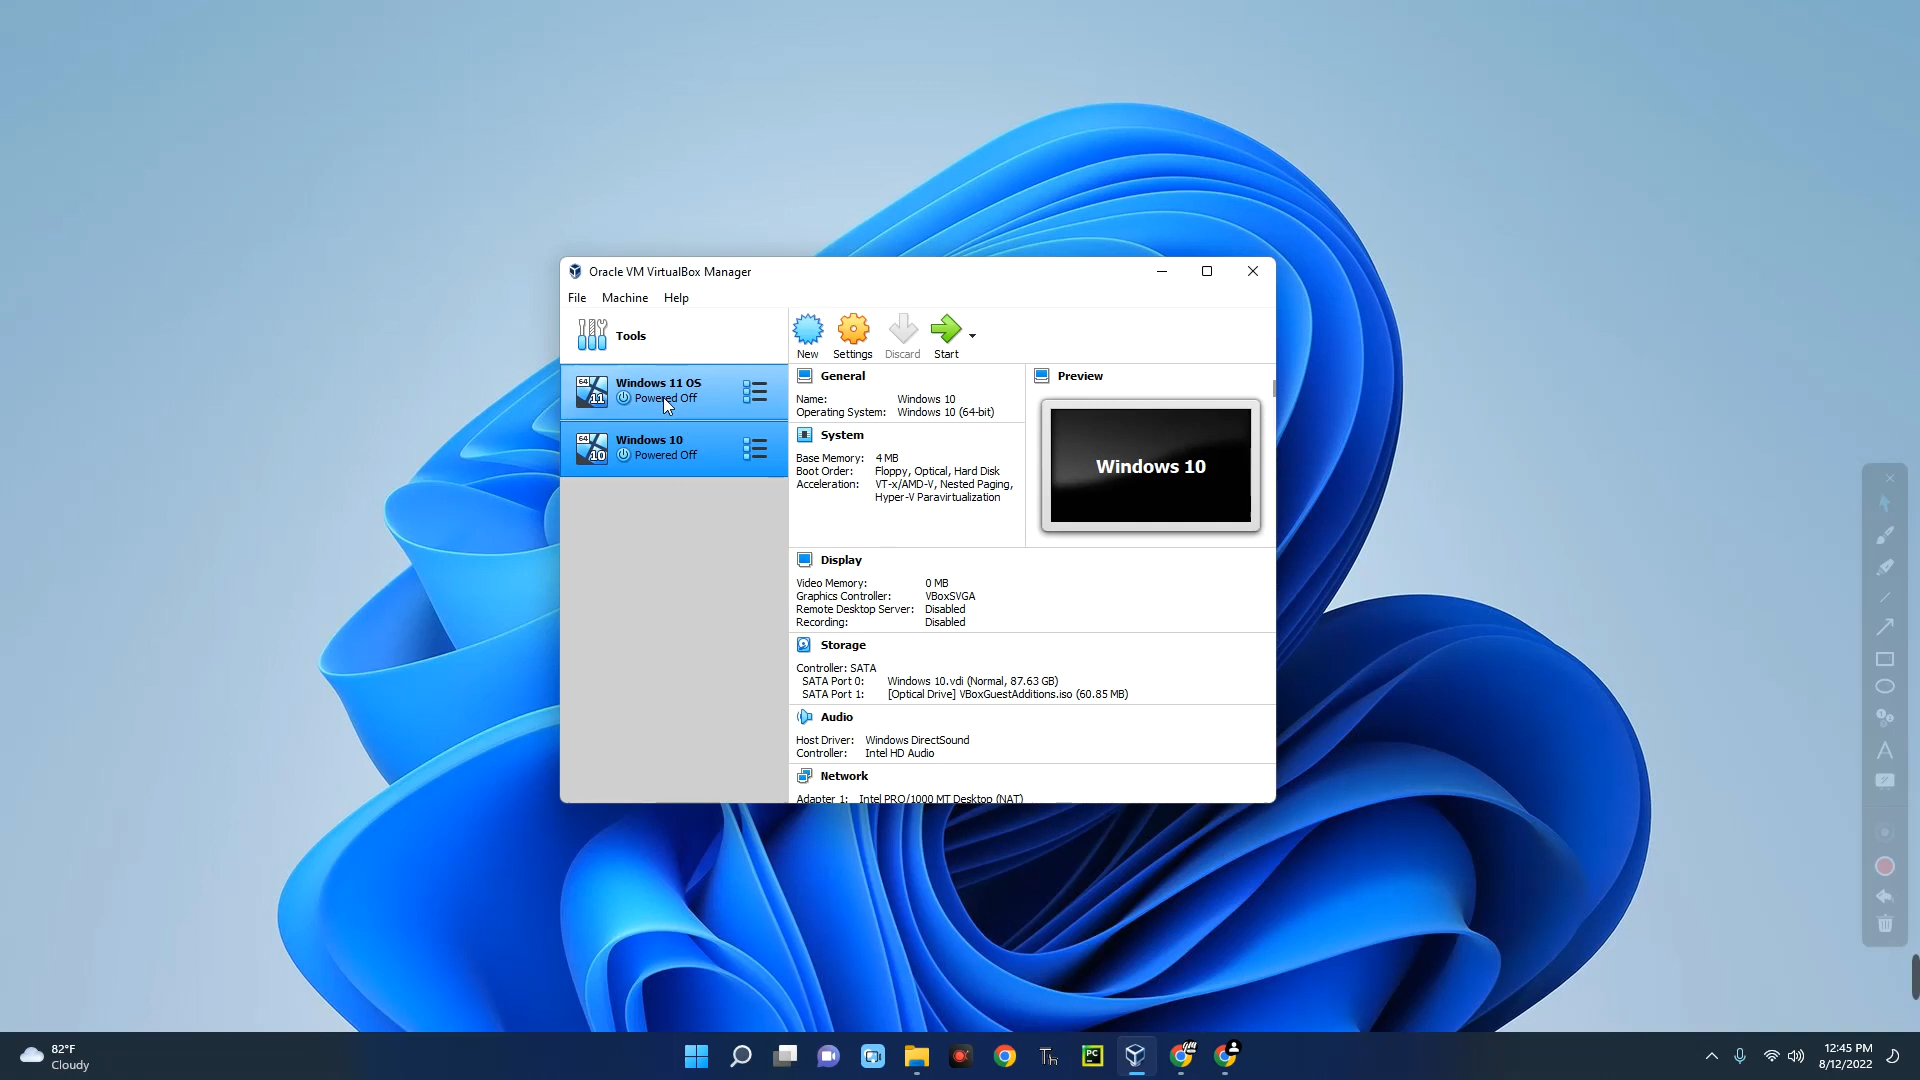 Oracle VM VirtualBox Manager
File Machine Help
Tools
New Settings Discard Start
64 11 Windows 11 OS
Powered Off
64 10 Windows 10
Powered Off
General
Name: Windows 10
Operating System: Windows 10 (64-bit)
System
Base Memory: 4 MB
Boot Order: Floppy, Optical, Hard Disk
Acceleration: VT-x/AMD-V, Nested Paging,
Hyper-V Paravirtualization
Preview
Windows 10
Display
Video Memory: 0 MB
Graphics Controller: VBoxSVGA
Remote Desktop Server: Disabled
Recording: Disabled
Storage
Controller: SATA
SATA Port 0: Windows 10.vdi (Normal, 87.63 GB)
SATA Port 1: [Optical Drive] VBoxGuestAdditions.iso (60.85 MB)
Audio
Host Driver: Windows DirectSound
Controller: Intel HD Audio
Network
Adapter 1: Intel PRO/1000 MT Desktop (NAT)
A
82°F
Cloudy
Th
PC
12:45 PM
8/12/2022